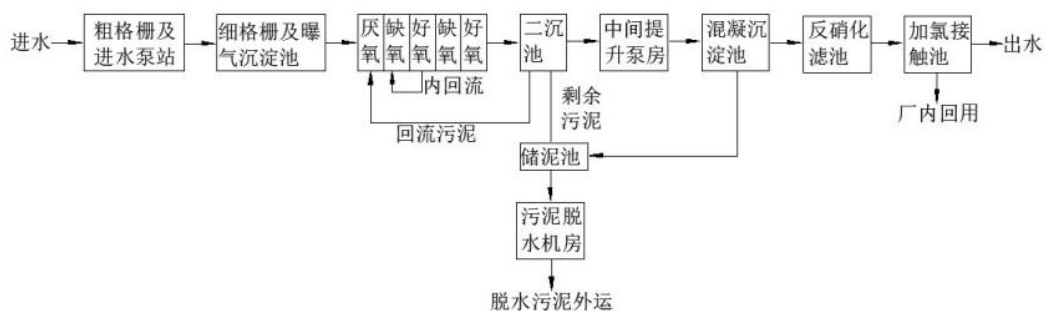 进水
粗格栅及
进水泵站
细格栅及曝
气沉淀池
厌氧
缺氧
好氧
缺氧
好氧
二沉
池
中间提
升泵房
混凝沉
淀池
反硝化
滤池
加氯接
触池
出水
内回流
回流污泥
剩余
污泥
厂内回用
储泥池
污泥脱
水机房
脱水污泥外运